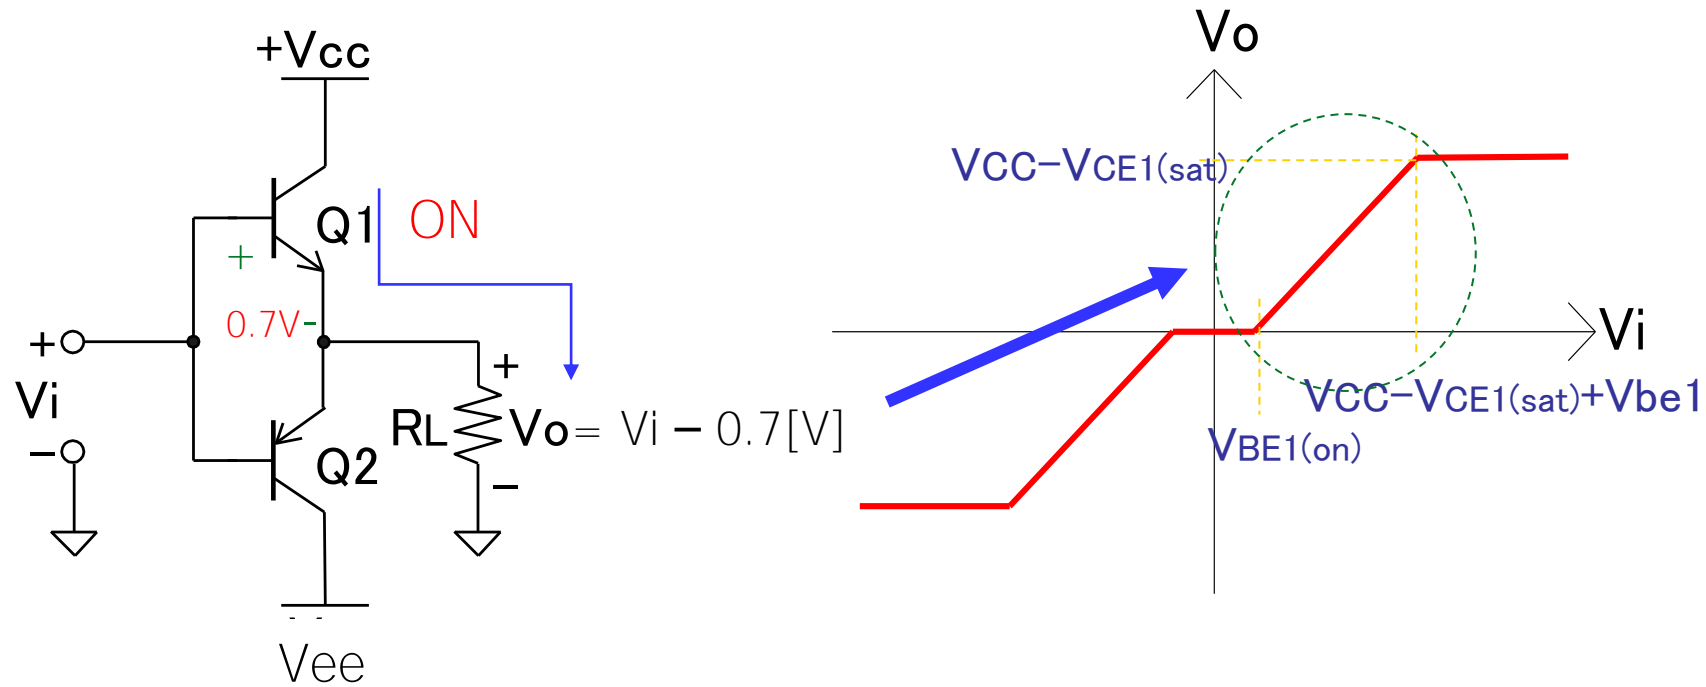 +Vcc
Q1
ON
+
0.7V-
+
Vi
-
Q2
RL
+
Vo = Vi - 0.7[V]
-
Vee
Vo
VCC-VCE1(sat)
Vi
VCC-VCE1(sat)+Vbe1
VBE1(on)